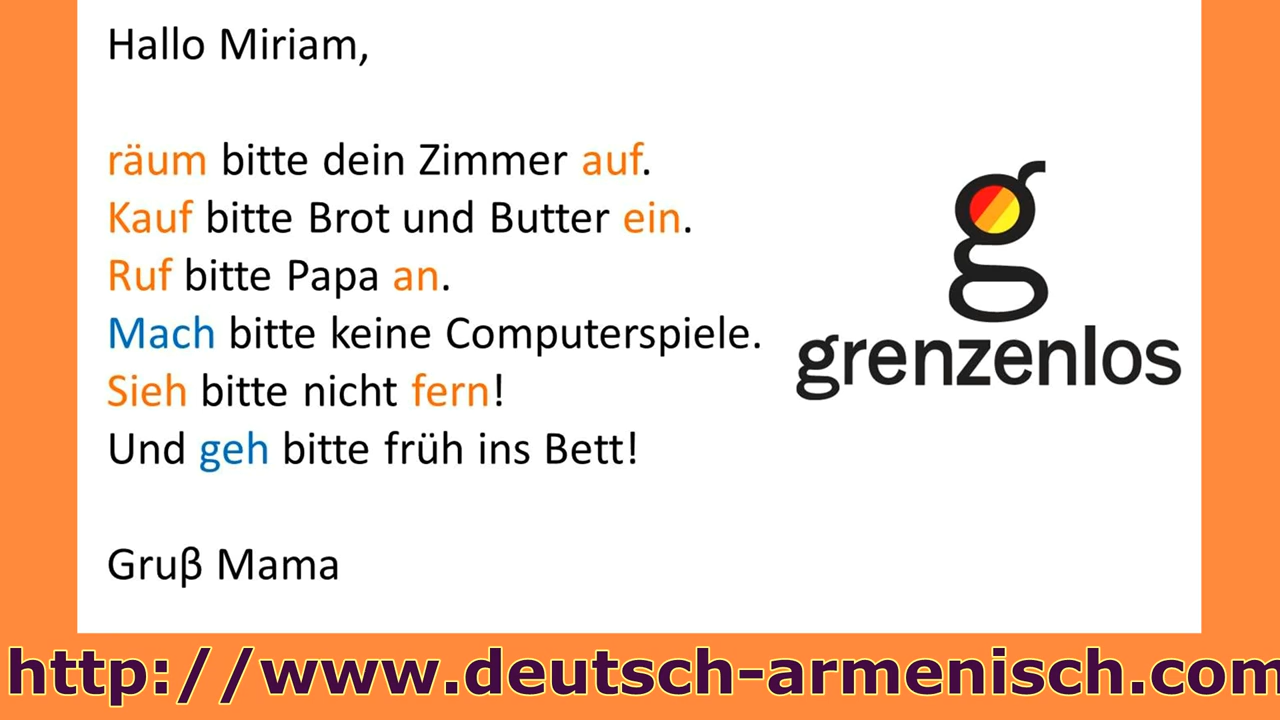 Hallo Miriam,
räum bitte dein Zimmer auf.
Kauf bitte Brot und Butter ein.
Ruf bitte Papa an.
Mach bitte keine Computerspiele.
Sieh bitte nicht fern!
Und geh bitte früh ins Bett!
Gruβ Mama
g
grenzenlos
http://www.deutsch-armenisch.com